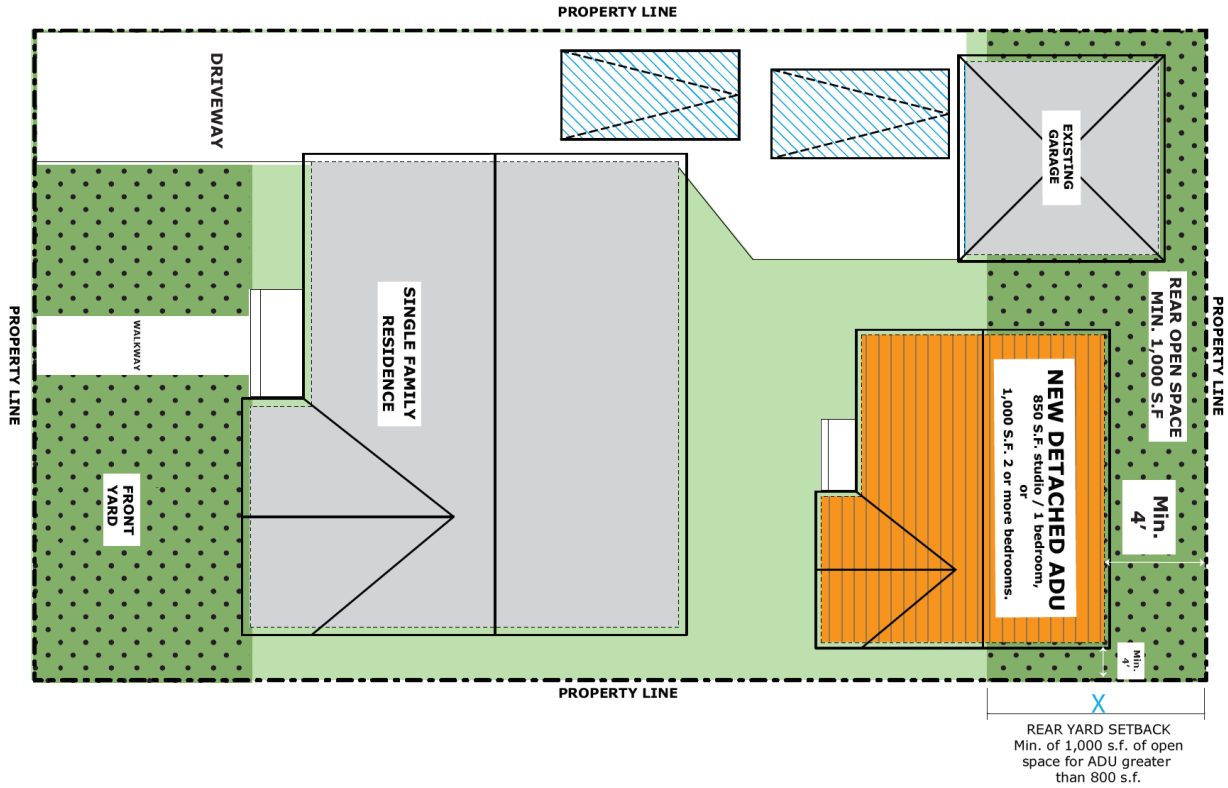 PROPERTY LINE
DRIVEWAY
EXISTING
GARAGE
PROPERTY LINE
WALKWAY
SINGLE FAMILY
RESIDENCE
FRONT
YARD
REAR OPEN SPACE
MIN. 1,000 S.F
PROPERTY LINE
NEW DETACHED ADU
850 S.F. studio / 1 bedroom,
or
1,000 S.F. 2 or more bedrooms.
Min.
4'
Min.
4'
PROPERTY LINE
X
REAR YARD SETBACK
Min. of 1,000 s.f. of open
space for ADU greater
than 800 s.f.